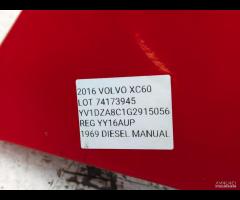 2016 VOLVO XC60
LOT 74173945
YV1DZA8C1G2915056
REG YY16AUP
1969 DIESEL MANUAL